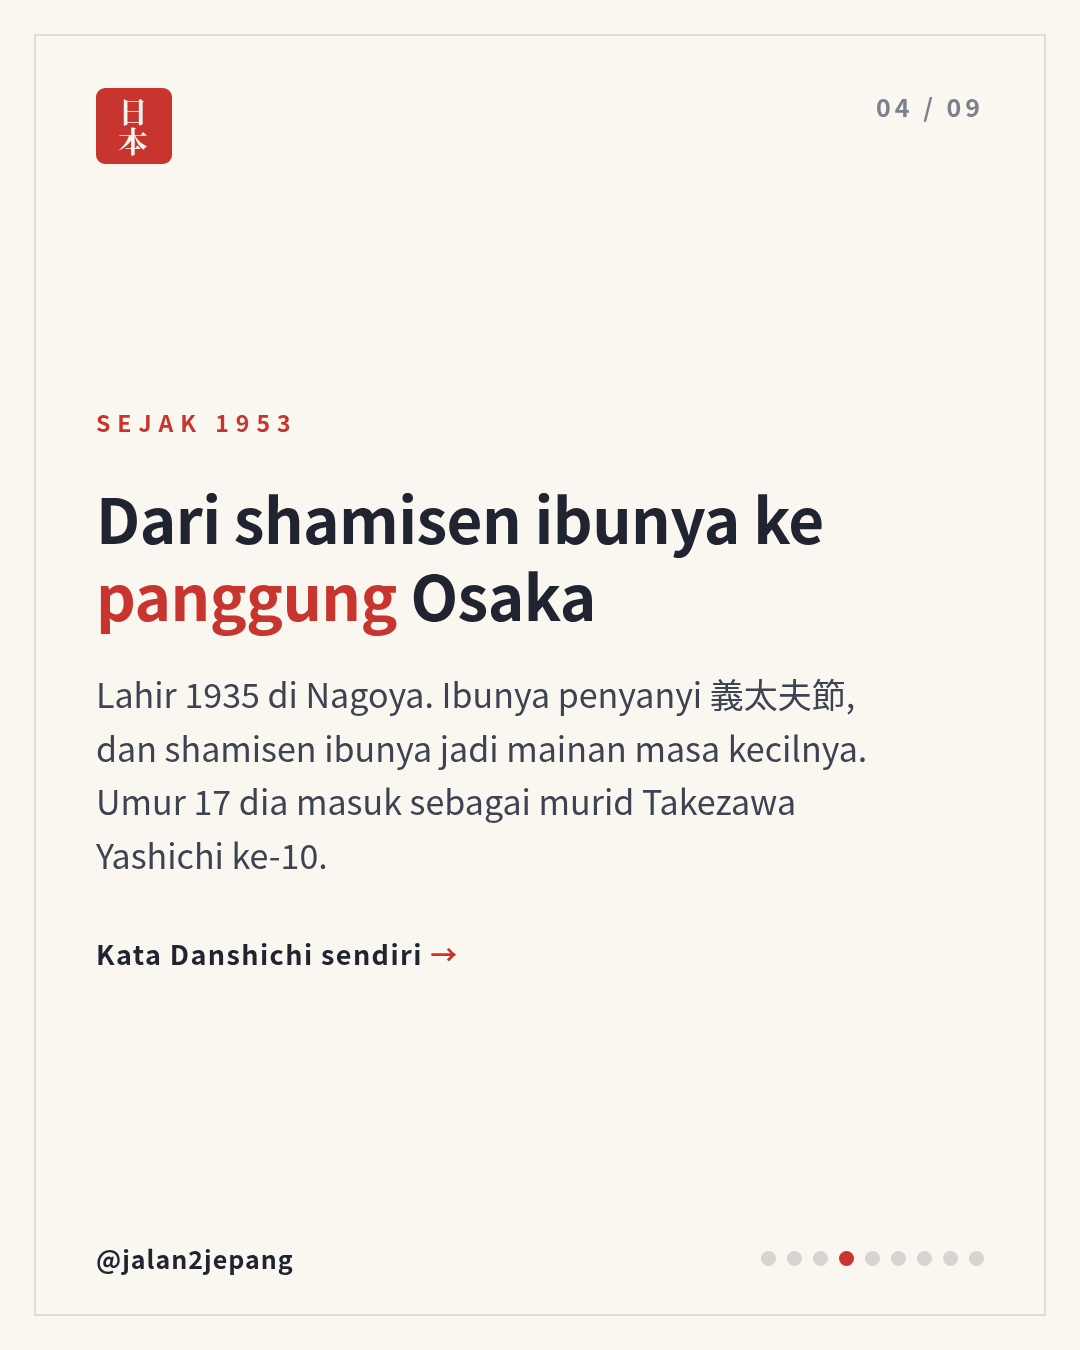 日
本
04 / 09
SEJAK 1953
Dari shamisen ibunya ke
panggung Osaka
Lahir 1935 di Nagoya. Ibunya penyanyi 義太夫節,
dan shamisen ibunya jadi mainan masa kecilnya.
Umur 17 dia masuk sebagai murid Takezawa
Yashichi ke-10.
Kata Danshichi sendiri →
@jalan2jepang